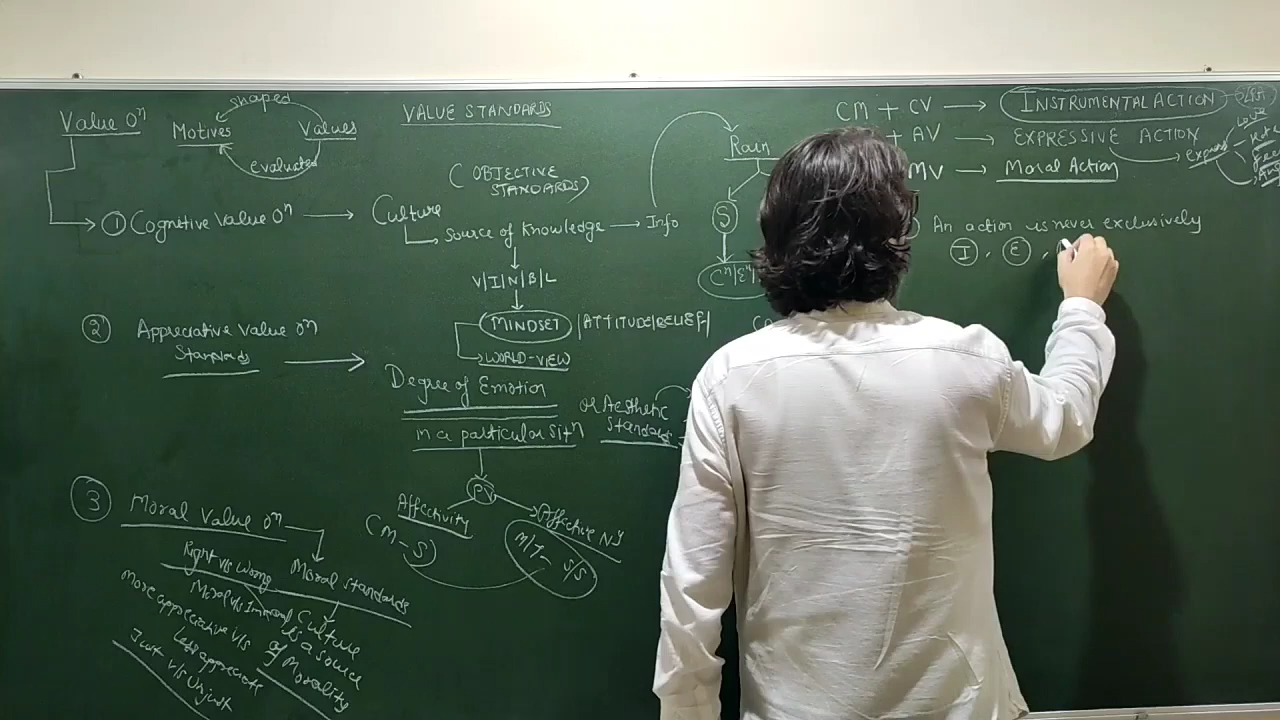 Value Oⁿ
shaped
Motives
Values
evaluated
① Cognitive Value Oⁿ
② Appreciative Value Oⁿ
Standards
③ Moral Value Oⁿ
Right v/s Wrong
Moral Standards
Moral v/s Immoral
more appreciative v/s
less appreciate
Just v/s Unjust
Culture
is a source
of Morality
VALUE STANDARDS
(OBJECTIVE
STANDARDS)
Culture
Source of Knowledge
Info
V|I|N|B|L
MINDSET |ATTITUDE|BELIEF|
WORLD-VIEW
Degree of Emotion
in a particular Sitⁿ
or Aesthetic
Standards
PV
Affectivity
(M-S)
Affective Nʸ
M/T- S/S
Rain
S
CM + CV → INSTRUMENTAL ACTION
+ AV → EXPRESSIVE ACTION
MV → Moral Action
Love
An action is never exclusively
I, E,